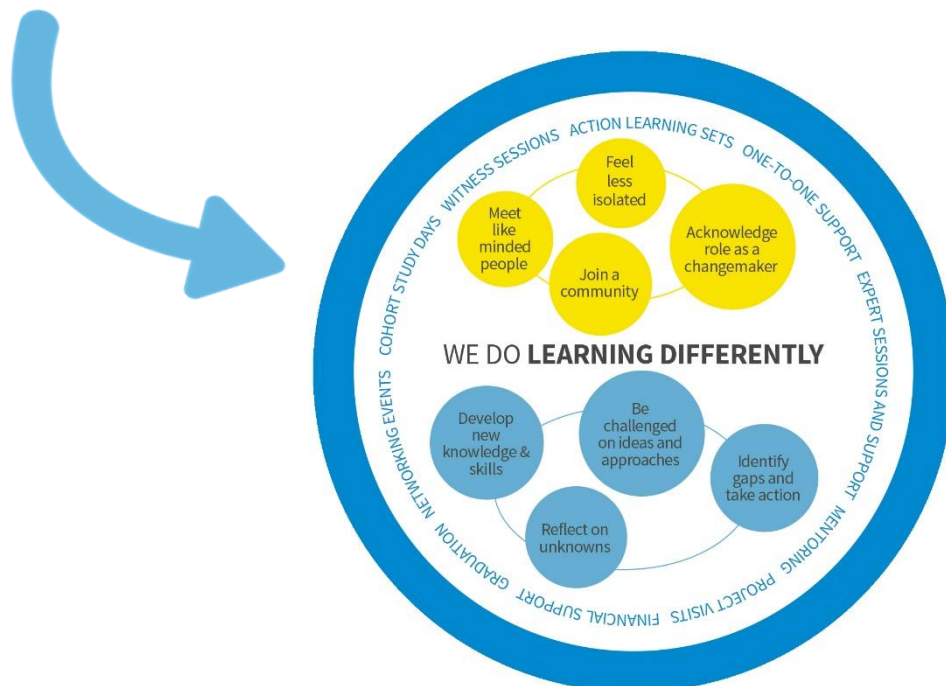 COHORT STUDY DAYS WITNESS SESSIONS ACTION LEARNING SETS ONE-TO-ONE SUPPORT EXPERT SESSIONS AND SUPPORT MENTORING PROJECT VISITS FINANCIAL SUPPORT GRADUATION NETWORKING EVENTS
Feel
less
isolated
Meet
like
minded
people
Acknowledge
role as a
changemaker
Join a
community
WE DO LEARNING DIFFERENTLY
Develop
new
knowledge &
skills
Be
challenged
on ideas and
approaches
Identify
gaps and
take action
Reflect on
unknowns